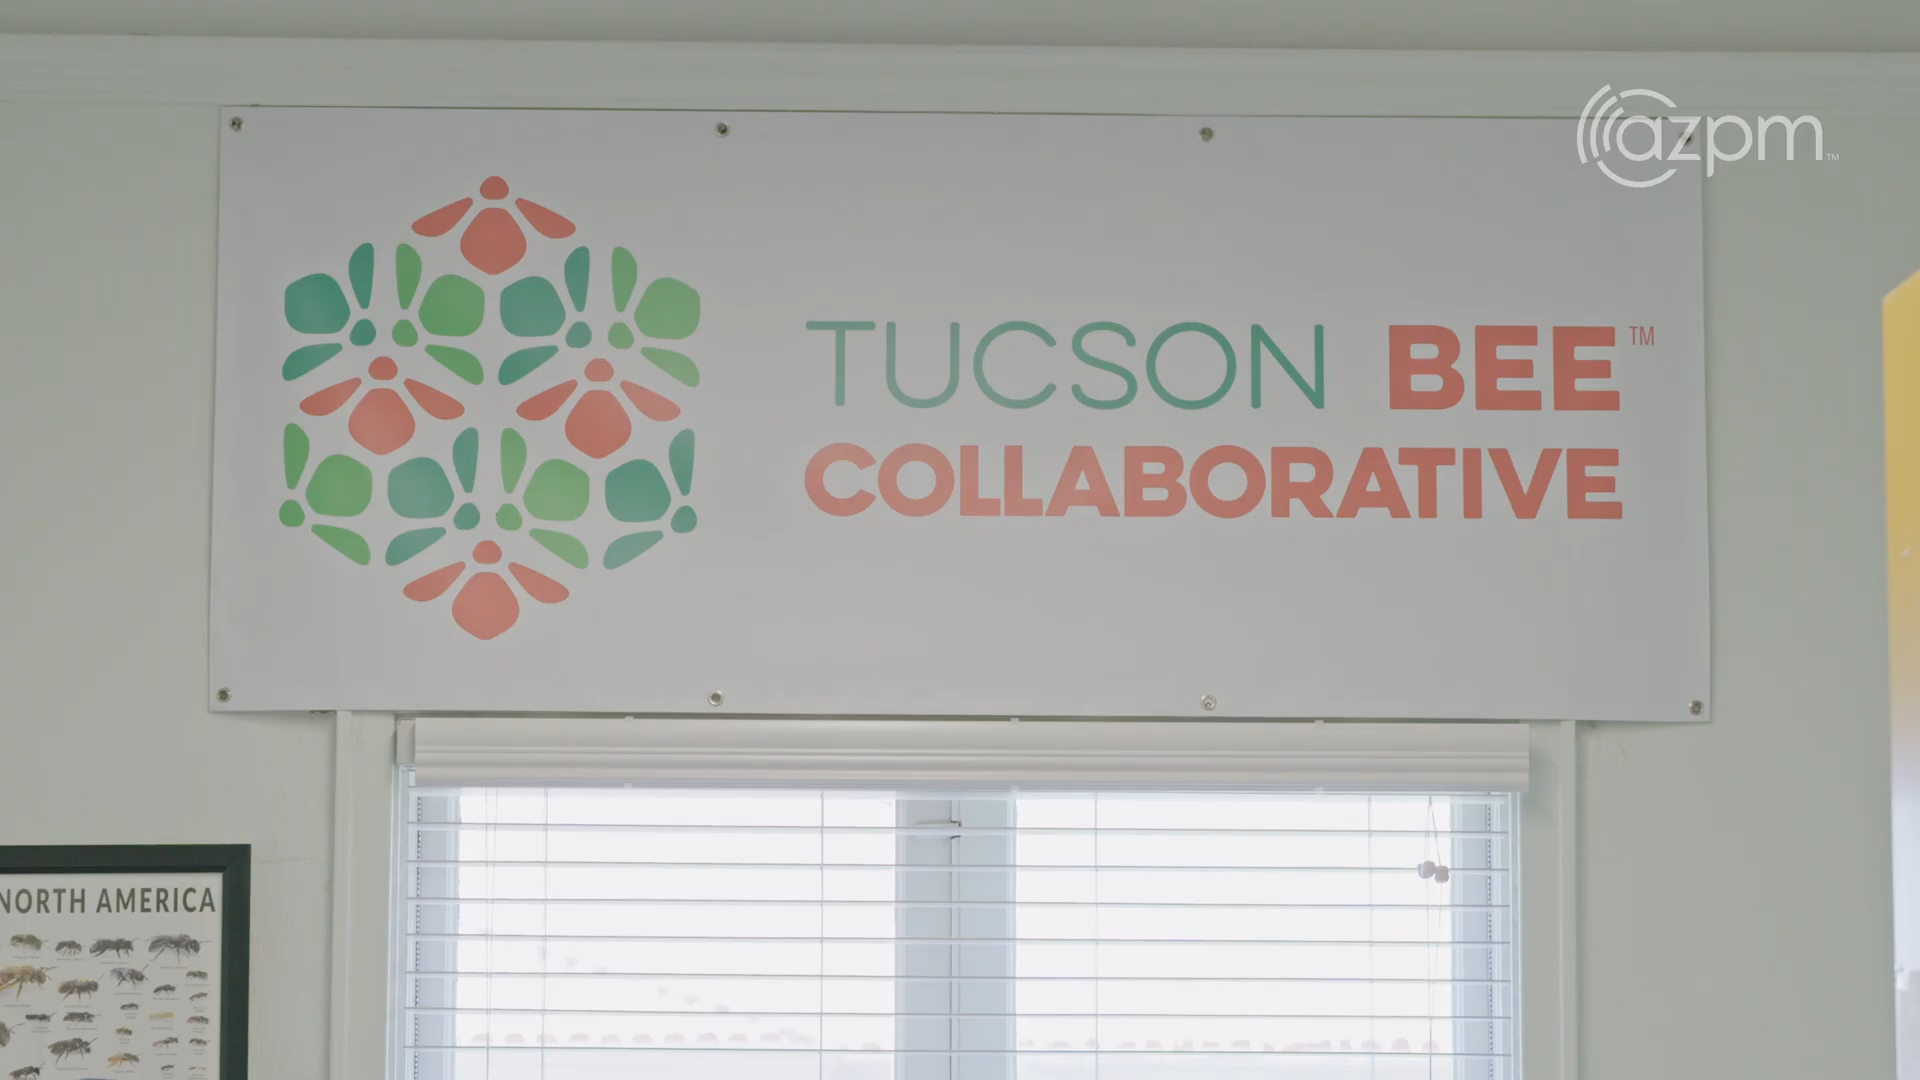 azpm™
TUCSON BEE™
COLLABORATIVE
NORTH AMERICA